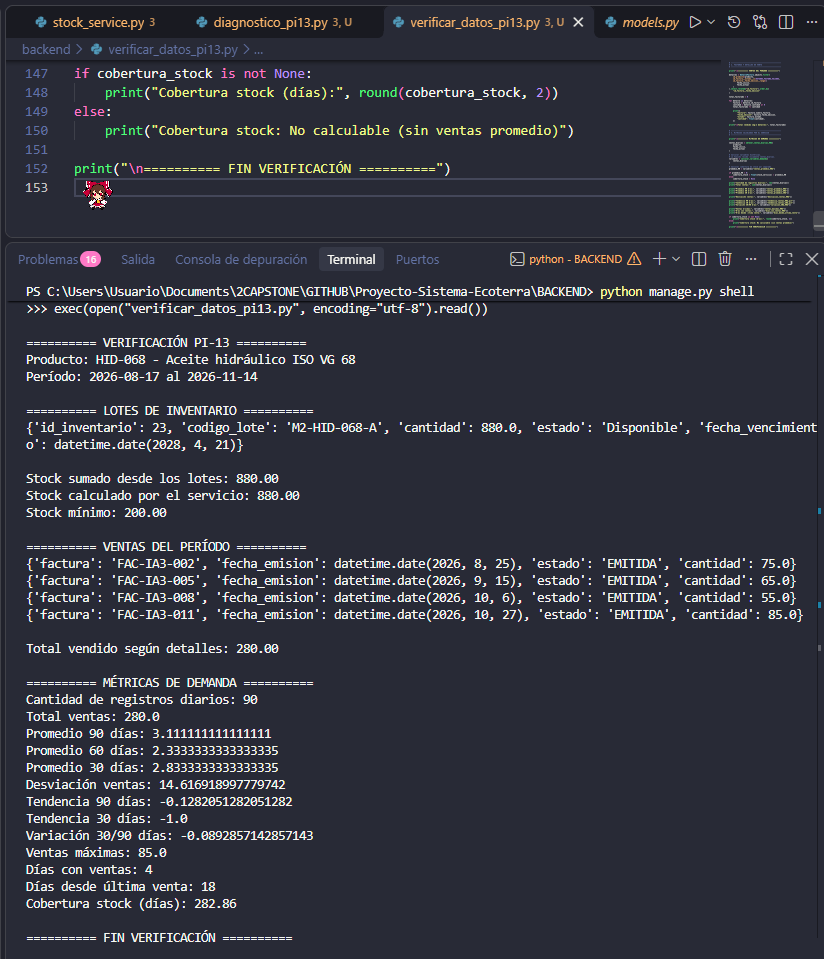 stock_service.py 3
diagnostico_pi13.py 3, U
verificar_datos_pi13.py 3, U
models.py
backend > verificar_datos_pi13.py > ...
147 if cobertura_stock is not None:
148 print("Cobertura stock (días):", round(cobertura_stock, 2))
149 else:
150 print("Cobertura stock: No calculable (sin ventas promedio)")
151
152 print("\n========== FIN VERIFICACIÓN ==========")
153
Problemas 16 Salida Consola de depuración Terminal Puertos
python - BACKEND
PS C:\Users\Usuario\Documents\2CAPSTONE\GITHUB\Proyecto-Sistema-Ecoterra\BACKEND> python manage.py shell
>>> exec(open("verificar_datos_pi13.py", encoding="utf-8").read())
========== VERIFICACIÓN PI-13 ==========
Producto: HID-068 - Aceite hidráulico ISO VG 68
Período: 2026-08-17 al 2026-11-14
========== LOTES DE INVENTARIO ==========
{'id_inventario': 23, 'codigo_lote': 'M2-HID-068-A', 'cantidad': 880.0, 'estado': 'Disponible', 'fecha_vencimient
o': datetime.date(2028, 4, 21)}
Stock sumado desde los lotes: 880.00
Stock calculado por el servicio: 880.00
Stock mínimo: 200.00
========== VENTAS DEL PERÍODO ==========
{'factura': 'FAC-IA3-002', 'fecha_emision': datetime.date(2026, 8, 25), 'estado': 'EMITIDA', 'cantidad': 75.0}
{'factura': 'FAC-IA3-005', 'fecha_emision': datetime.date(2026, 9, 15), 'estado': 'EMITIDA', 'cantidad': 65.0}
{'factura': 'FAC-IA3-008', 'fecha_emision': datetime.date(2026, 10, 6), 'estado': 'EMITIDA', 'cantidad': 55.0}
{'factura': 'FAC-IA3-011', 'fecha_emision': datetime.date(2026, 10, 27), 'estado': 'EMITIDA', 'cantidad': 85.0}
Total vendido según detalles: 280.00
========== MÉTRICAS DE DEMANDA ==========
Cantidad de registros diarios: 90
Total ventas: 280.0
Promedio 90 días: 3.111111111111111
Promedio 60 días: 2.3333333333333335
Promedio 30 días: 2.8333333333333335
Desviación ventas: 14.616918997779742
Tendencia 90 días: -0.1282051282051282
Tendencia 30 días: -1.0
Variación 30/90 días: -0.0892857142857143
Ventas máximas: 85.0
Días con ventas: 4
Días desde última venta: 18
Cobertura stock (días): 282.86
========== FIN VERIFICACIÓN ==========